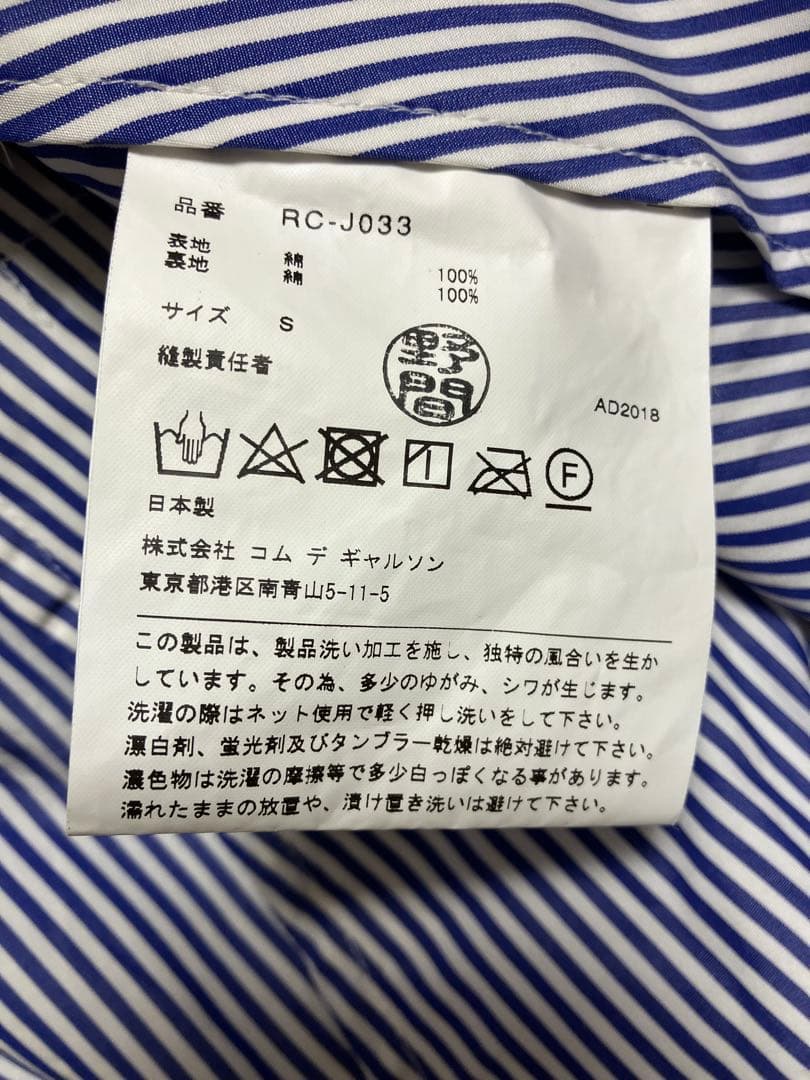 品番 RC-J033
表地 綿 100%
裏地 綿 100%
サイズ S
縫製責任者 野間
AD2018
F
日本製
株式会社 コム デ ギャルソン
東京都港区南青山5-11-5
この製品は、製品洗い加工を施し、独特の風合いを生か
しています。その為、多少のゆがみ、シワが生じます。
洗濯の際はネット使用で軽く押し洗いをして下さい。
漂白剤、蛍光剤及びタンブラー乾燥は絶対避けて下さい。
濃色物は洗濯の摩擦等で多少白っぽくなる事があります。
濡れたままの放置や、漬け置き洗いは避けて下さい。